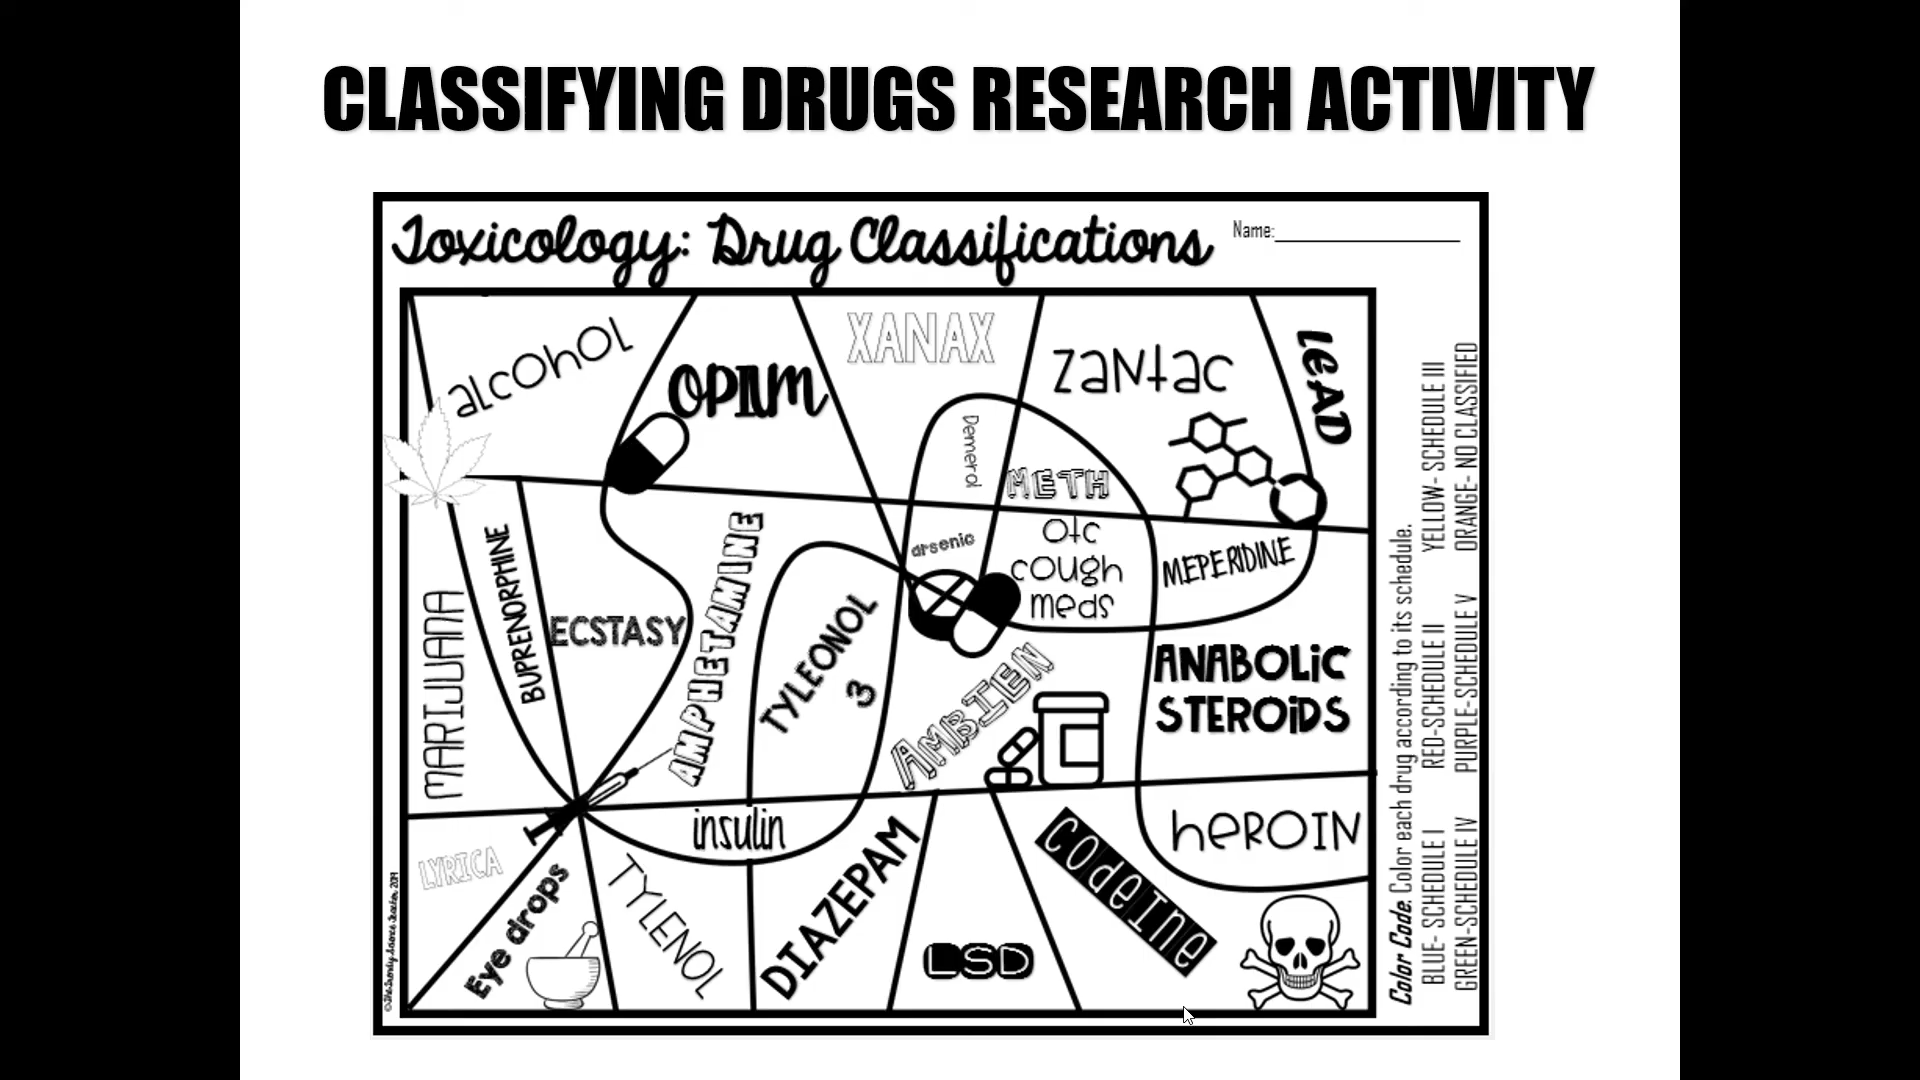 CLASSIFYING DRUGS RESEARCH ACTIVITY
Toxicology: Drug Classifications
Name:
alcohol
OPIUM
XANAX
ZANTAC
LEAD
Demerol
METH
MARIJUANA
BUPRENORPHINE
ECSTASY
AMPHETAMINE
TYLEONOL
3
arsenic
otc
cough
meds
MEPERIDINE
AMBIEN
ANABOLIC
STEROIDS
LYRICA
Eye drops
TYLENOL
insulin
DIAZEPAM
LSD
codeine
HEROIN
Color Code: Color each drug according to its schedule.
BLUE- SCHEDULE I RED-SCHEDULE II YELLOW- SCHEDULE III
GREEN-SCHEDULE IV PURPLE-SCHEDULE V ORANGE- NO CLASSIFIED